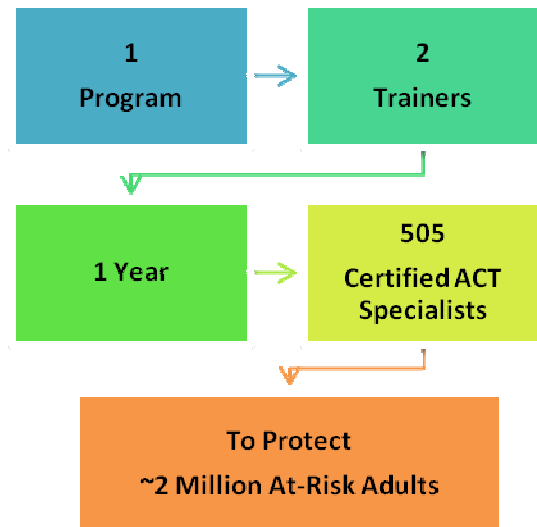 1
Program
2
Trainers
1 Year
505
Certified ACT
Specialists
To Protect
~2 Million At-Risk Adults